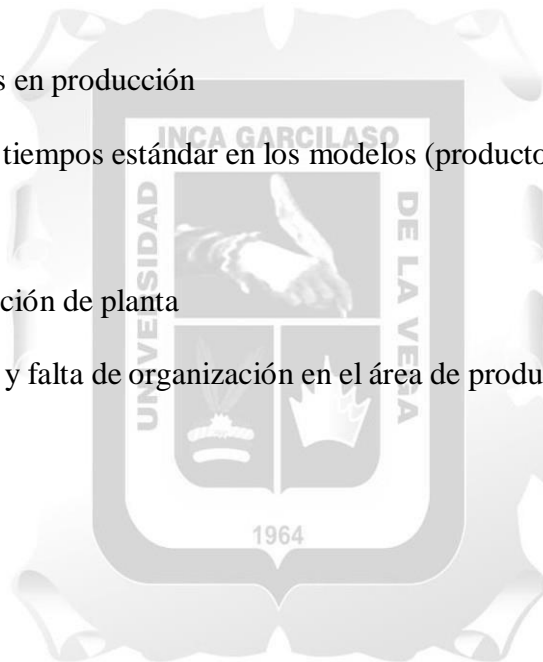 s en producción
INCA GARCILASO
tiempos estándar en los modelos (producto
UNIVERSIDAD
DE LA VEGA
ción de planta
y falta de organización en el área de produ
1964